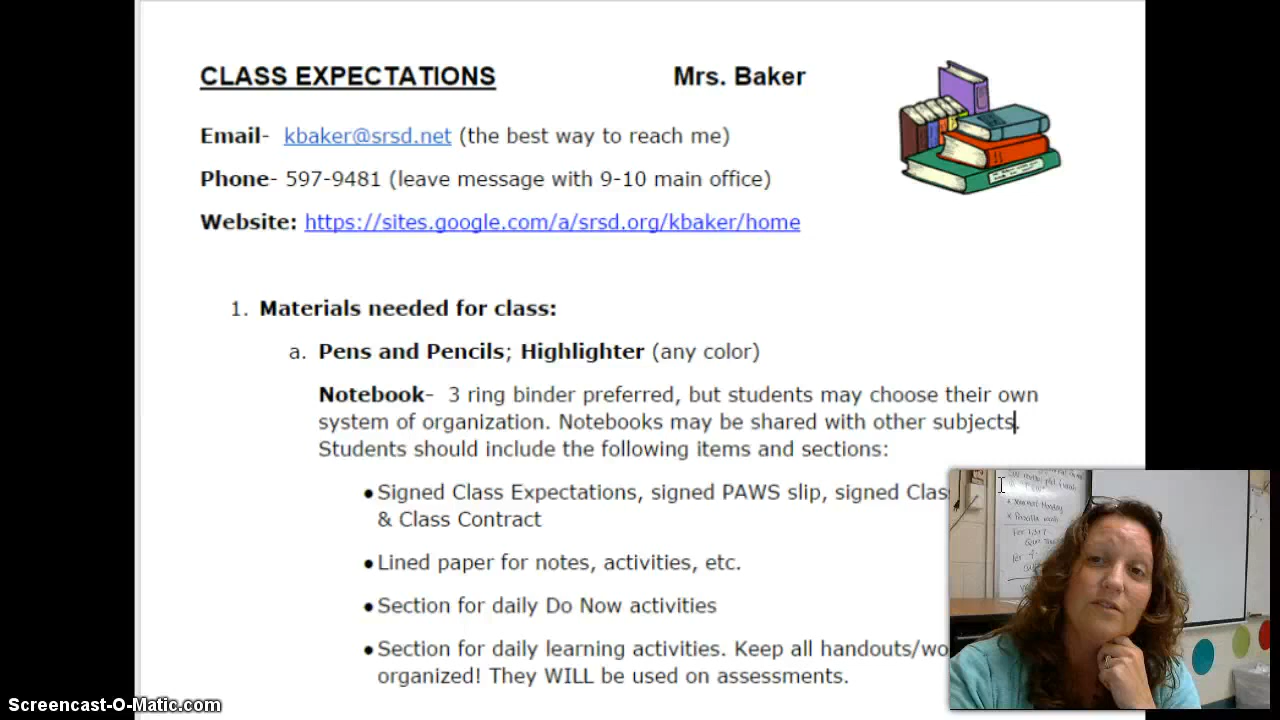 CLASS EXPECTATIONS Mrs. Baker
Email- kbaker@srsd.net (the best way to reach me)
Phone- 597-9481 (leave message with 9-10 main office)
Website: https://sites.google.com/a/srsd.org/kbaker/home
1. Materials needed for class:
a. Pens and Pencils; Highlighter (any color)
Notebook- 3 ring binder preferred, but students may choose their own
system of organization. Notebooks may be shared with other subjects.
Students should include the following items and sections:
•Signed Class Expectations, signed PAWS slip, signed Clas
& Class Contract
•Lined paper for notes, activities, etc.
•Section for daily Do Now activities
•Section for daily learning activities. Keep all handouts/wo
organized! They WILL be used on assessments.
Screencast-O-Matic.com